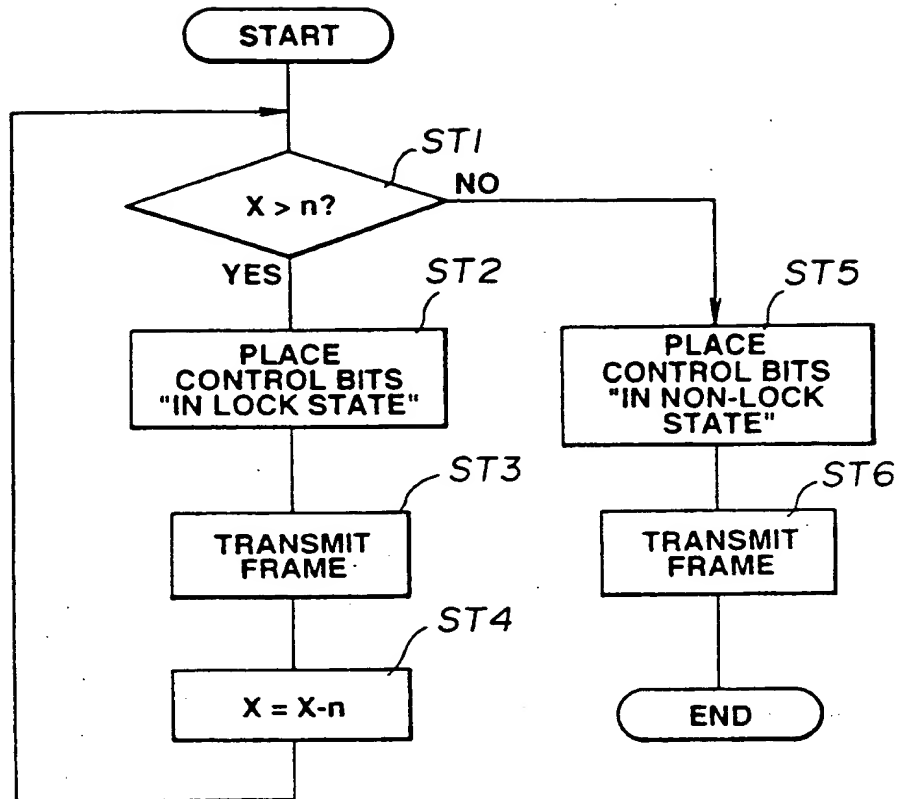 START
ST1
X > n?
NO
YES
ST2
PLACE
CONTROL BITS
"IN LOCK STATE"
ST3
TRANSMIT
FRAME
ST4
X = X-n
ST5
PLACE
CONTROL BITS
"IN NON-LOCK
STATE"
ST6
TRANSMIT
FRAME
END